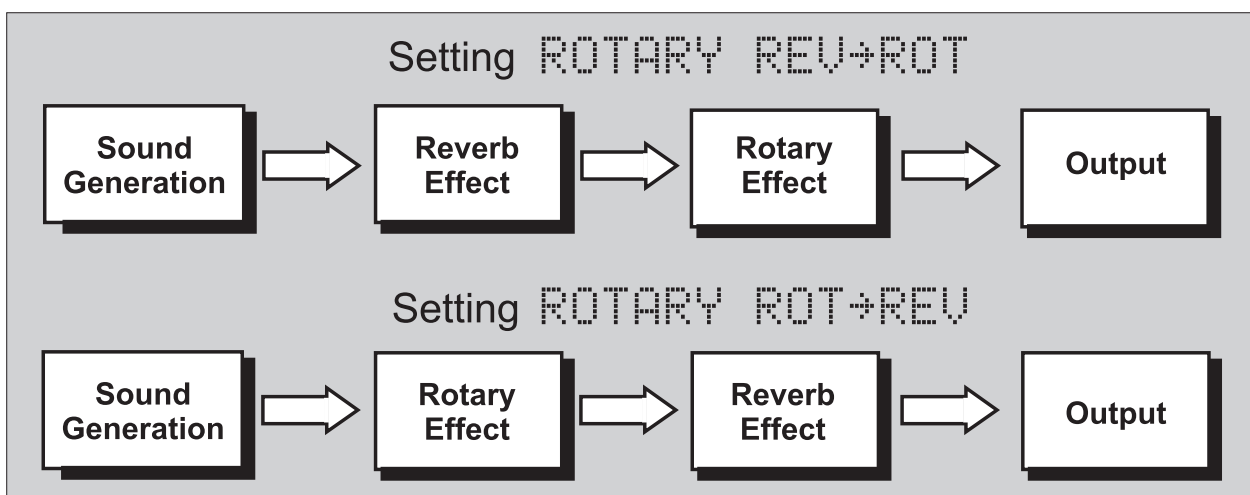 Setting ROTARY REV→ROT
Sound
Generation
Reverb
Effect
Rotary
Effect
Output
Setting ROTARY ROT→REV
Sound
Generation
Rotary
Effect
Reverb
Effect
Output